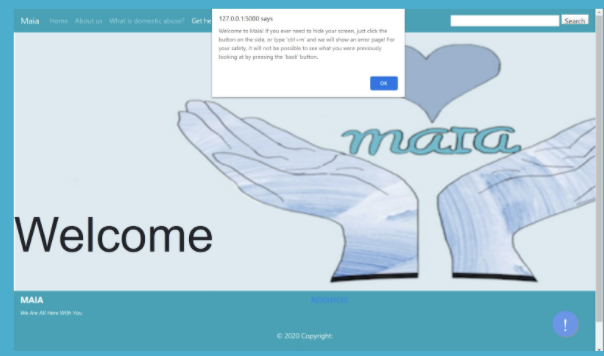 Maia Home About us What is domestic abuse? Get he
127.0.0.1:5000 says
Welcome to Maia! If you ever need to hide your screen, just click the
button on the side, or type 'ctrl+m' and we will show an error page! For
your safety, it will not be possible to see what you were previously
looking at by pressing the 'back' button.
OK
Search
maia
Welcome
MAIA
We Are All Here With You
RESOURCES
© 2020 Copyright:
!